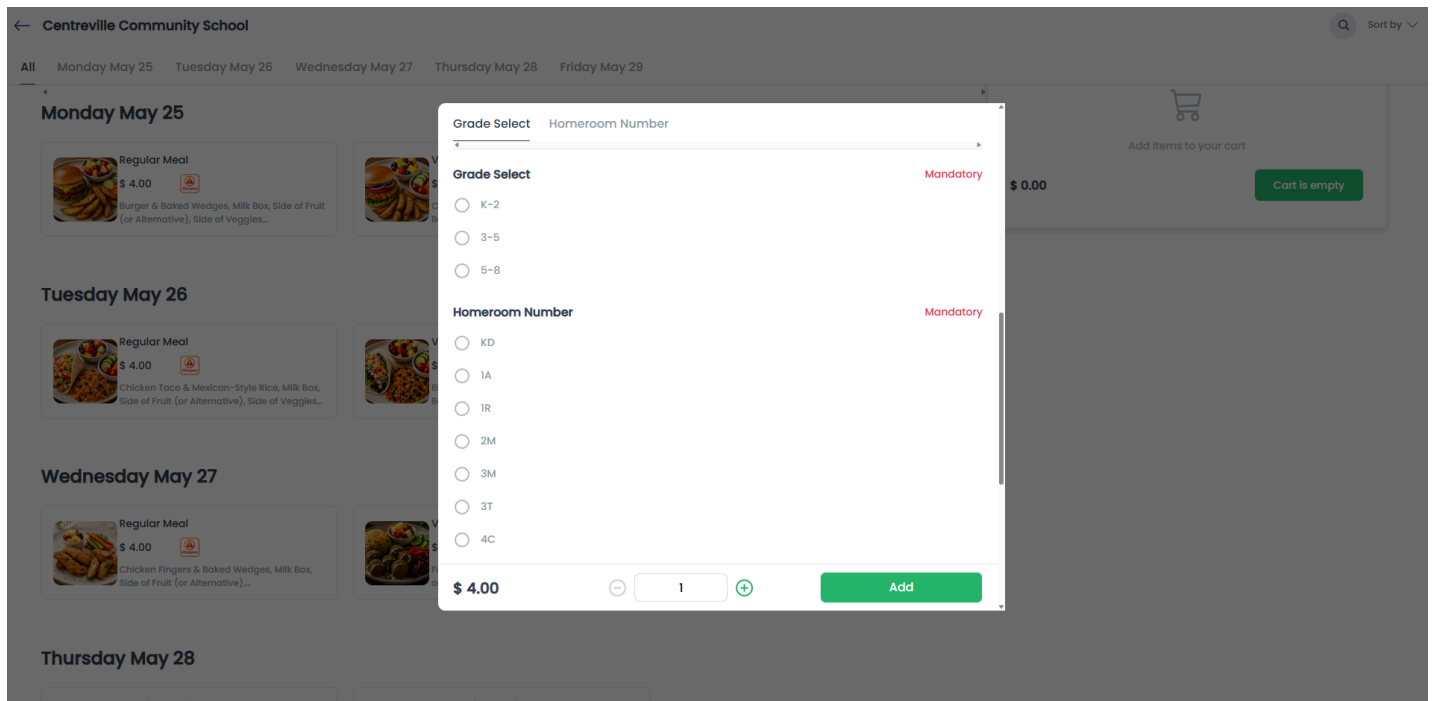 Centreville Community School
Sort by
All Monday May 25 Tuesday May 26 Wednesday May 27 Thursday May 28 Friday May 29
Monday May 25
Regular Meal
$ 4.00
Burger & Baked Wedges, Milk Box, Side of Fruit
(or Alternative), Side of Veggies...
Tuesday May 26
Regular Meal
$ 4.00
Chicken Taco & Mexican-Style Rice, Milk Box,
Side of Fruit (or Alternative), Side of Veggies...
Wednesday May 27
Regular Meal
$ 4.00
Chicken Fingers & Baked Wedges, Milk Box,
Side of Fruit (or Alternative),...
Thursday May 28
Grade Select Homeroom Number
Grade Select Mandatory
K-2
3-5
5-8
Homeroom Number Mandatory
KD
1A
1R
2M
3M
3T
4C
$ 4.00 1 Add
Add items to your cart
$ 0.00 Cart is empty